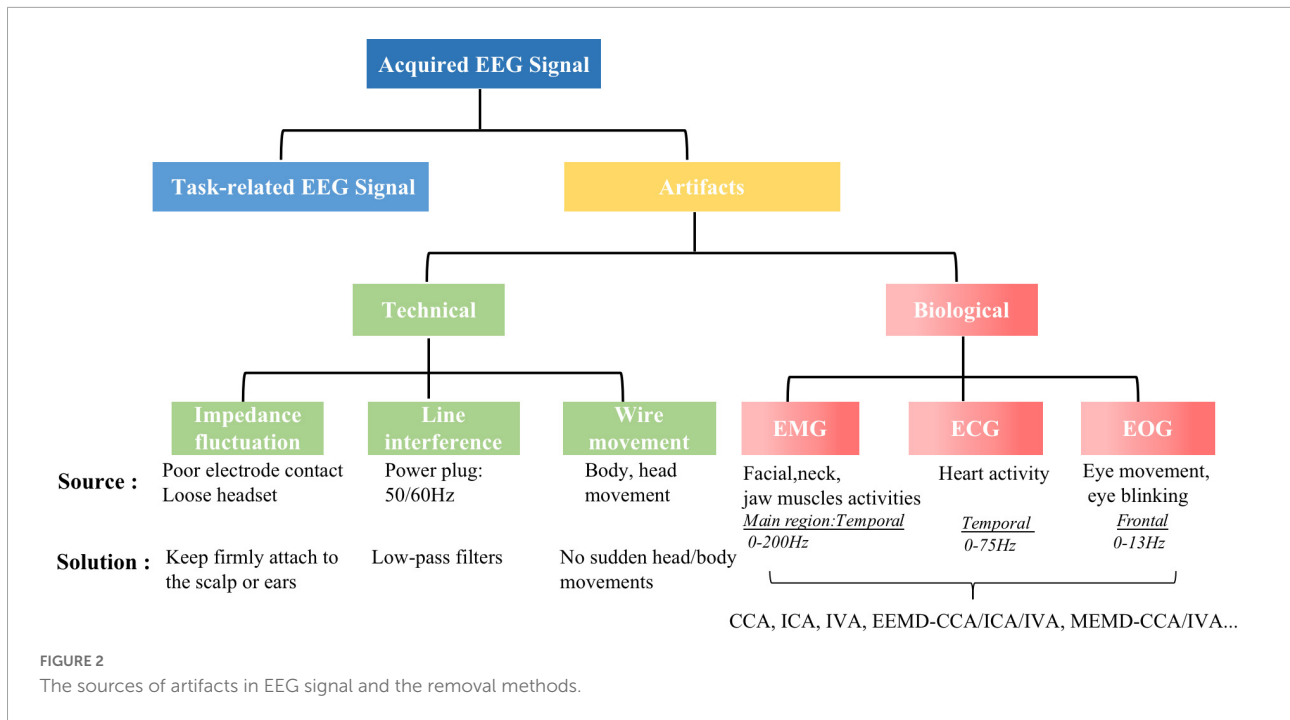 Acquired EEG Signal
Task-related EEG Signal
Artifacts
Technical
Biological
Impedance
fluctuation
Line
interference
Wire
movement
EMG
ECG
EOG
Source :
Poor electrode contact
Loose headset
Power plug:
50/60Hz
Body, head
movement
Facial,neck,
jaw muscles activities
Main region:Temporal
0-200Hz
Heart activity
Temporal
0-75Hz
Eye movement,
eye blinking
Frontal
0-13Hz
Solution :
Keep firmly attach to
the scalp or ears
Low-pass filters
No sudden head/body
movements
CCA, ICA, IVA, EEMD-CCA/ICA/IVA, MEMD-CCA/IVA...
FIGURE 2
The sources of artifacts in EEG signal and the removal methods.